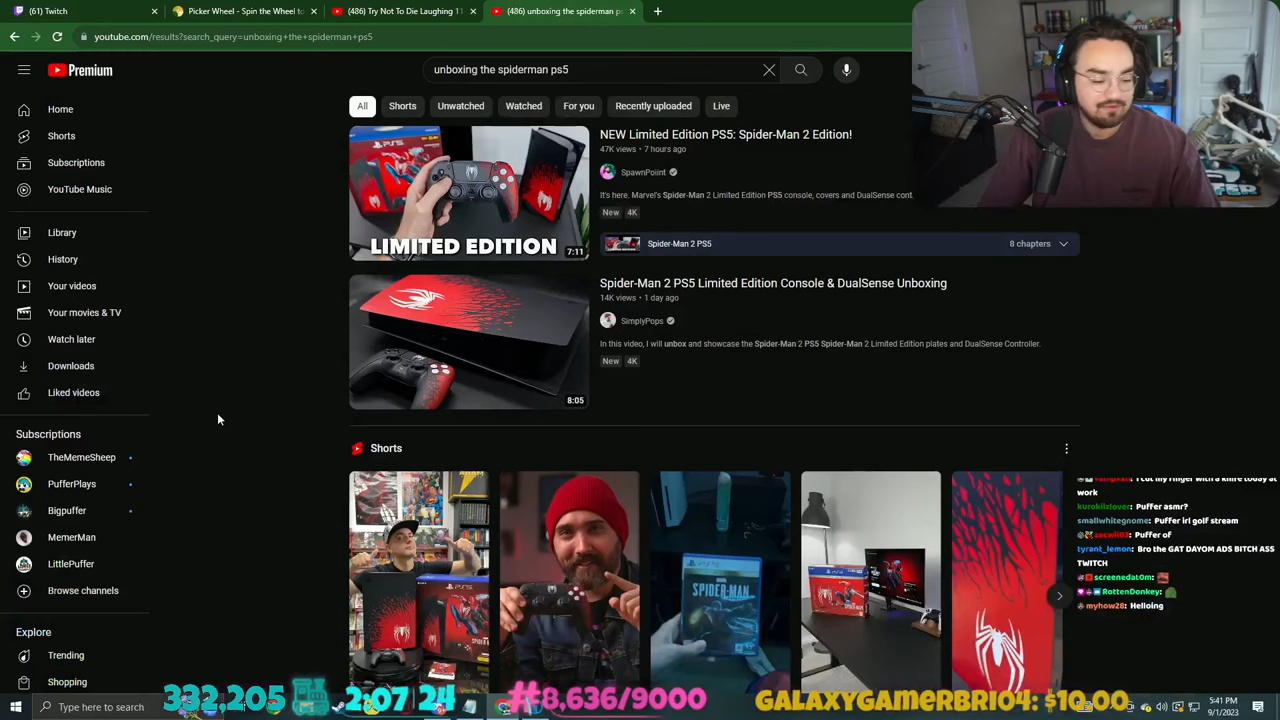 (61) Twitch
Picker Wheel - Spin the Wheel to
(486) Try Not To Die Laughing 11
(486) unboxing the spiderman ps
youtube.com/results?search_query=unboxing+the+spiderman+ps5
Premium
unboxing the spiderman ps5
All
Shorts
Unwatched
Watched
For you
Recently uploaded
Live
Home
Shorts
Subscriptions
YouTube Music
Library
History
Your videos
Your movies & TV
Watch later
Downloads
Liked videos
Subscriptions
TheMemeSheep
PufferPlays
Bigpuffer
MemerMan
LittlePuffer
Browse channels
Explore
Trending
Shopping
LIMITED EDITION
7:11
NEW Limited Edition PS5: Spider-Man 2 Edition!
47K views • 7 hours ago
SpawnPoiint
It's here. Marvel's Spider-Man 2 Limited Edition PS5 console, covers and DualSense cont
New 4K
Spider-Man 2 PS5
8 chapters
8:05
Spider-Man 2 PS5 Limited Edition Console & DualSense Unboxing
14K views • 1 day ago
SimplyPops
In this video, I will unbox and showcase the Spider-Man 2 PS5 Spider-Man 2 Limited Edition plates and DualSense Controller.
New 4K
Shorts
SPIDER-MAN
I cut my finger with a knife today at
work
kurokiizlover: Puffer asmr?
smallwhitegnome: Puffer irl golf stream
zacwil03: Puffer of
tyrant_lemon: Bro the GAT DAYOM ADS BITCH ASS
TWITCH
screenedat0m:
RottenDonkey:
myhow28: Helloing
332,205
2:07 24
#8,636/9000
GALAXYGAMERBRI04: $10.00
Type here to search
5:41 PM
9/1/2023